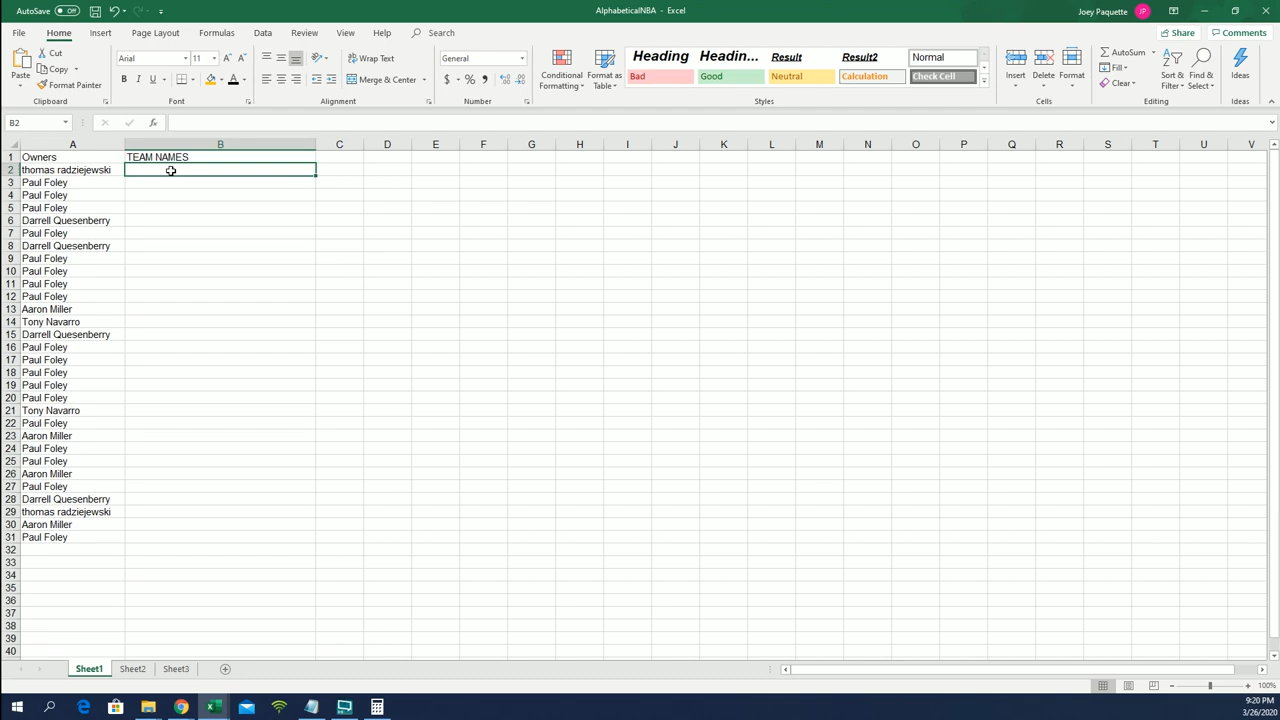 AutoSave Off
AlphabeticalNBA - Excel
Joey Paquette JP
File Home Insert Page Layout Formulas Data Review View Help Search
Share Comments
Paste
Cut
Copy
Format Painter
Clipboard
Arial 11
B I U
Font
Wrap Text
Merge & Center
Alignment
General
$ % ,
Number
Conditional Formatting
Format as Table
Heading Headin... Result Result2 Normal
Bad Good Neutral Calculation Check Cell
Styles
Insert Delete Format
Cells
AutoSum
Fill
Clear
Sort & Filter
Find & Select
Editing
Ideas
Ideas
B2 fx
A B C D E F G H I J K L M N O P Q R S T U V
1 Owners TEAM NAMES
2 thomas radziejewski
3 Paul Foley
4 Paul Foley
5 Paul Foley
6 Darrell Quesenberry
7 Paul Foley
8 Darrell Quesenberry
9 Paul Foley
10 Paul Foley
11 Paul Foley
12 Paul Foley
13 Aaron Miller
14 Tony Navarro
15 Darrell Quesenberry
16 Paul Foley
17 Paul Foley
18 Paul Foley
19 Paul Foley
20 Paul Foley
21 Tony Navarro
22 Paul Foley
23 Aaron Miller
24 Paul Foley
25 Paul Foley
26 Aaron Miller
27 Paul Foley
28 Darrell Quesenberry
29 thomas radziejewski
30 Aaron Miller
31 Paul Foley
32
33
34
35
36
37
38
39
40
Sheet1 Sheet2 Sheet3
100%
9:20 PM
3/26/2020